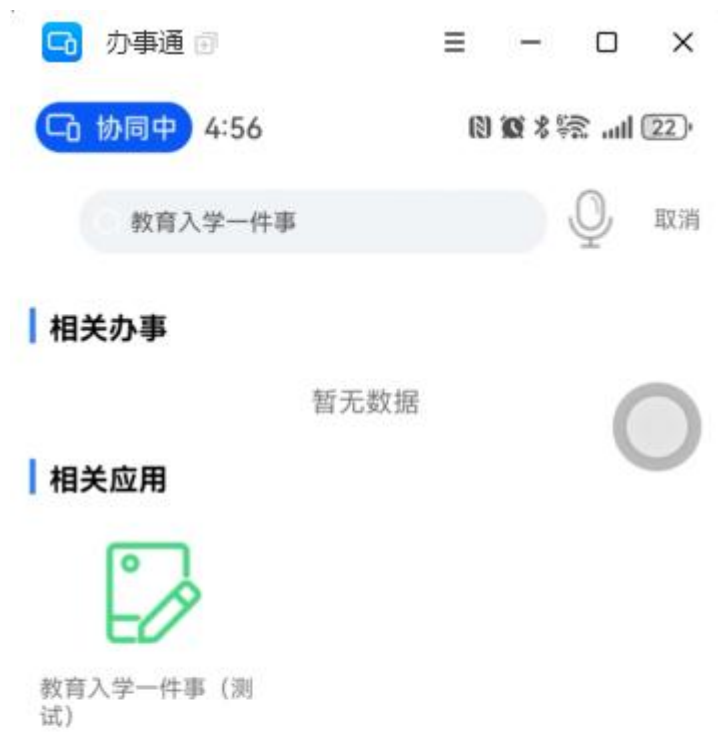 办事通
协同中 4:56 22
教育入学一件事 取消
相关办事
暂无数据
相关应用
教育入学一件事（测
试）